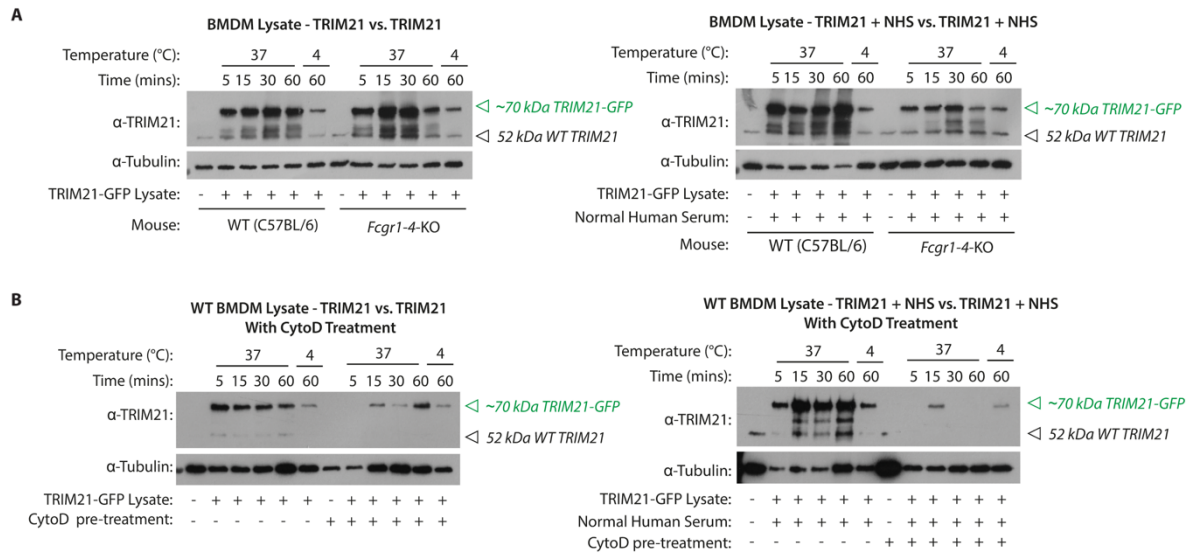 A
BMDM Lysate - TRIM21 vs. TRIM21
Temperature (°C): 37 4 37 4
Time (mins): 5 15 30 60 60 5 15 30 60 60
α-TRIM21:
~70 kDa TRIM21-GFP
52 kDa WT TRIM21
α-Tubulin:
TRIM21-GFP Lysate: - + + + + + - + + + + +
Mouse: WT (C57BL/6) Fcgr1-4-KO
BMDM Lysate - TRIM21 + NHS vs. TRIM21 + NHS
Temperature (°C): 37 4 37 4
Time (mins): 5 15 30 60 60 5 15 30 60 60
α-TRIM21:
~70 kDa TRIM21-GFP
52 kDa WT TRIM21
α-Tubulin:
TRIM21-GFP Lysate: - + + + + + - + + + + +
Normal Human Serum: - + + + + + - + + + + +
Mouse: WT (C57BL/6) Fcgr1-4-KO
B
WT BMDM Lysate - TRIM21 vs. TRIM21
With CytoD Treatment
Temperature (°C): 37 4 37 4
Time (mins): 5 15 30 60 60 5 15 30 60 60
α-TRIM21:
~70 kDa TRIM21-GFP
52 kDa WT TRIM21
α-Tubulin:
TRIM21-GFP Lysate: - + + + + + - + + + + +
CytoD pre-treatment: - - - - - - + + + + + +
WT BMDM Lysate - TRIM21 + NHS vs. TRIM21 + NHS
With CytoD Treatment
Temperature (°C): 37 4 37 4
Time (mins): 5 15 30 60 60 5 15 30 60 60
α-TRIM21:
~70 kDa TRIM21-GFP
52 kDa WT TRIM21
α-Tubulin:
TRIM21-GFP Lysate: - + + + + + - + + + + +
Normal Human Serum: - + + + + + - + + + + +
CytoD pre-treatment: - - - - - - + + + + + +